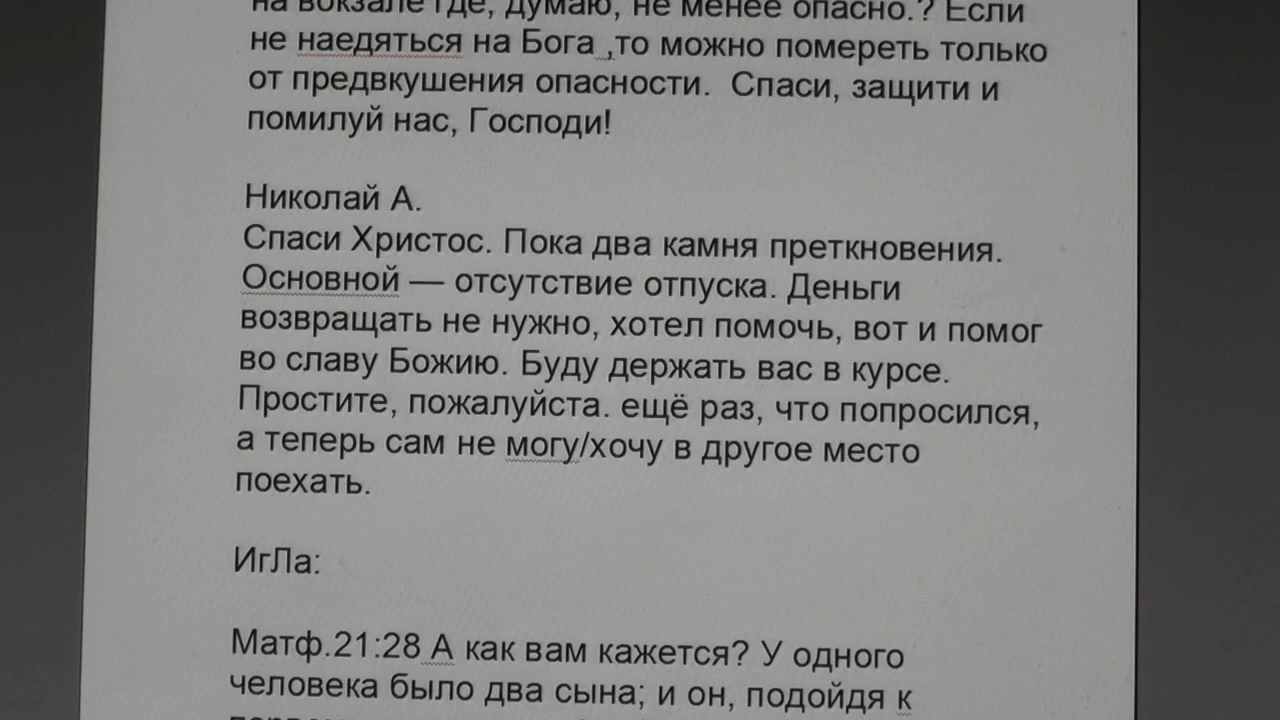 на вокзале где, думаю, не менее опасно.? Если
не наедяться на Бога ,то можно помереть только
от предвкушения опасности.  Спаси, защити и
помилуй нас, Господи!
Николай А.
Спаси Христос. Пока два камня преткновения.
Основной — отсутствие отпуска. Деньги
возвращать не нужно, хотел помочь, вот и помог
во славу Божию. Буду держать вас в курсе.
Простите, пожалуйста. ещё раз, что попросился,
а теперь сам не могу/хочу в другое место
поехать.
ИгЛа:
Матф.21:28 А как вам кажется? У одного
человека было два сына; и он, подойдя к